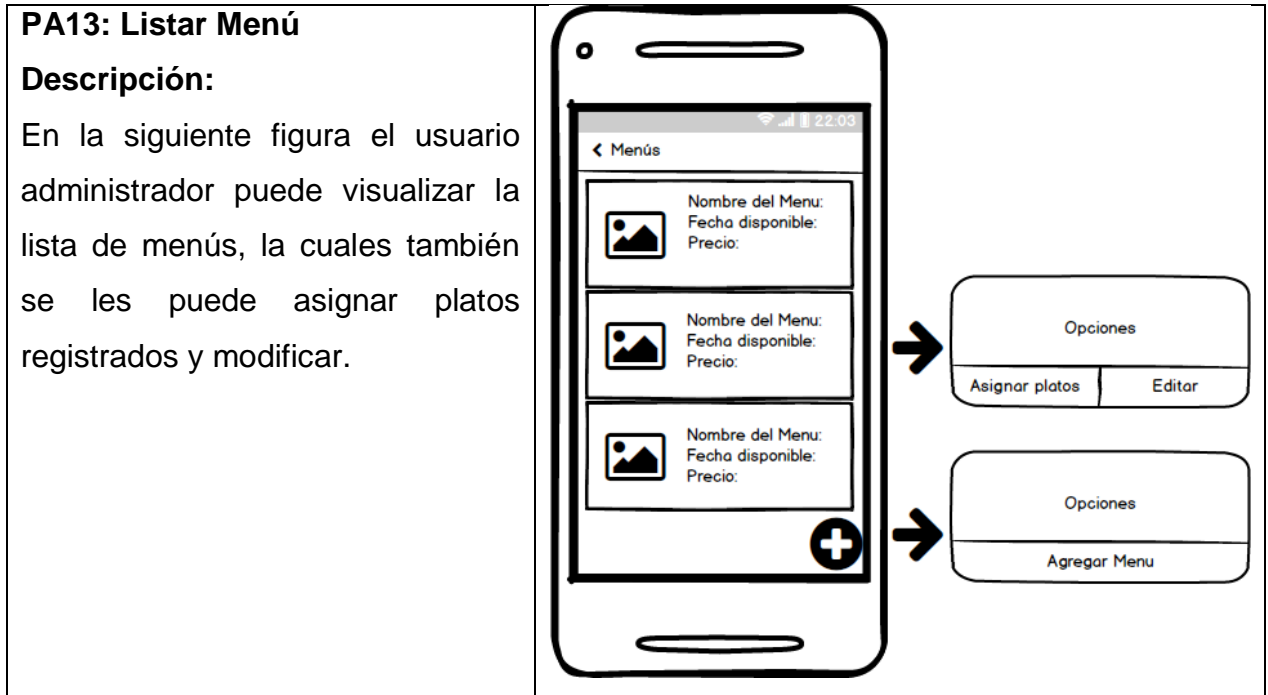 PA13: Listar Menú
Descripción:
En la siguiente figura el usuario
administrador puede visualizar la
lista de menús, la cuales también
se les puede asignar platos
registrados y modificar.
22:03
Menús
Nombre del Menu:
Fecha disponible:
Precio:
Nombre del Menu:
Fecha disponible:
Precio:
Nombre del Menu:
Fecha disponible:
Precio:
Opciones
Asignar platos Editar
Opciones
Agregar Menu